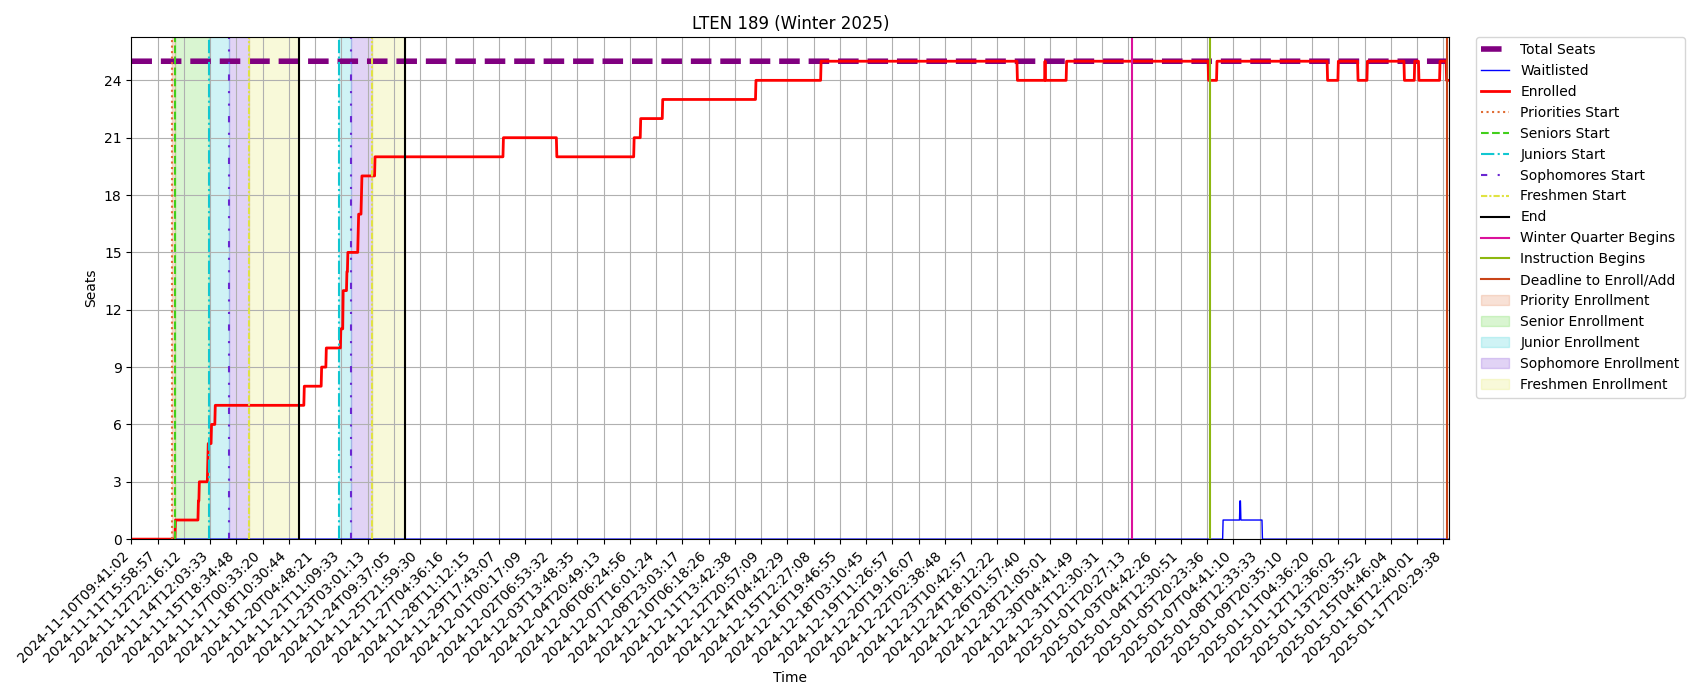 LTEN 189 (Winter 2025)
24
21
18
15
12
9
6
3
0
Seats
2024-11-10T09:41:02
2024-11-11T15:58:57
2024-11-12T22:16:12
2024-11-14T12:03:33
2024-11-15T18:34:48
2024-11-17T00:33:20
2024-11-18T10:30:44
2024-11-20T04:48:21
2024-11-21T11:09:33
2024-11-23T03:01:13
2024-11-24T09:37:05
2024-11-25T21:59:30
2024-11-27T04:36:16
2024-11-28T11:12:15
2024-11-29T17:43:07
2024-12-01T00:17:09
2024-12-02T06:53:32
2024-12-03T13:48:35
2024-12-04T20:49:13
2024-12-06T06:24:56
2024-12-07T16:01:24
2024-12-08T23:03:17
2024-12-10T06:18:26
2024-12-11T13:42:38
2024-12-12T20:57:09
2024-12-14T04:42:29
2024-12-15T12:27:08
2024-12-16T19:46:55
2024-12-18T03:10:45
2024-12-19T11:26:57
2024-12-20T19:16:07
2024-12-22T02:38:48
2024-12-23T10:42:57
2024-12-24T18:12:22
2024-12-26T01:57:40
2024-12-28T21:05:01
2024-12-30T04:41:49
2024-12-31T12:30:31
2025-01-01T20:27:13
2025-01-03T04:42:26
2025-01-04T12:30:51
2025-01-05T20:23:36
2025-01-07T04:41:10
2025-01-08T12:33:33
2025-01-09T20:35:10
2025-01-11T04:36:20
2025-01-12T12:36:02
2025-01-13T20:35:52
2025-01-15T04:46:04
2025-01-16T12:40:01
2025-01-17T20:29:38
Time
Total Seats
Waitlisted
Enrolled
Priorities Start
Seniors Start
Juniors Start
Sophomores Start
Freshmen Start
End
Winter Quarter Begins
Instruction Begins
Deadline to Enroll/Add
Priority Enrollment
Senior Enrollment
Junior Enrollment
Sophomore Enrollment
Freshmen Enrollment